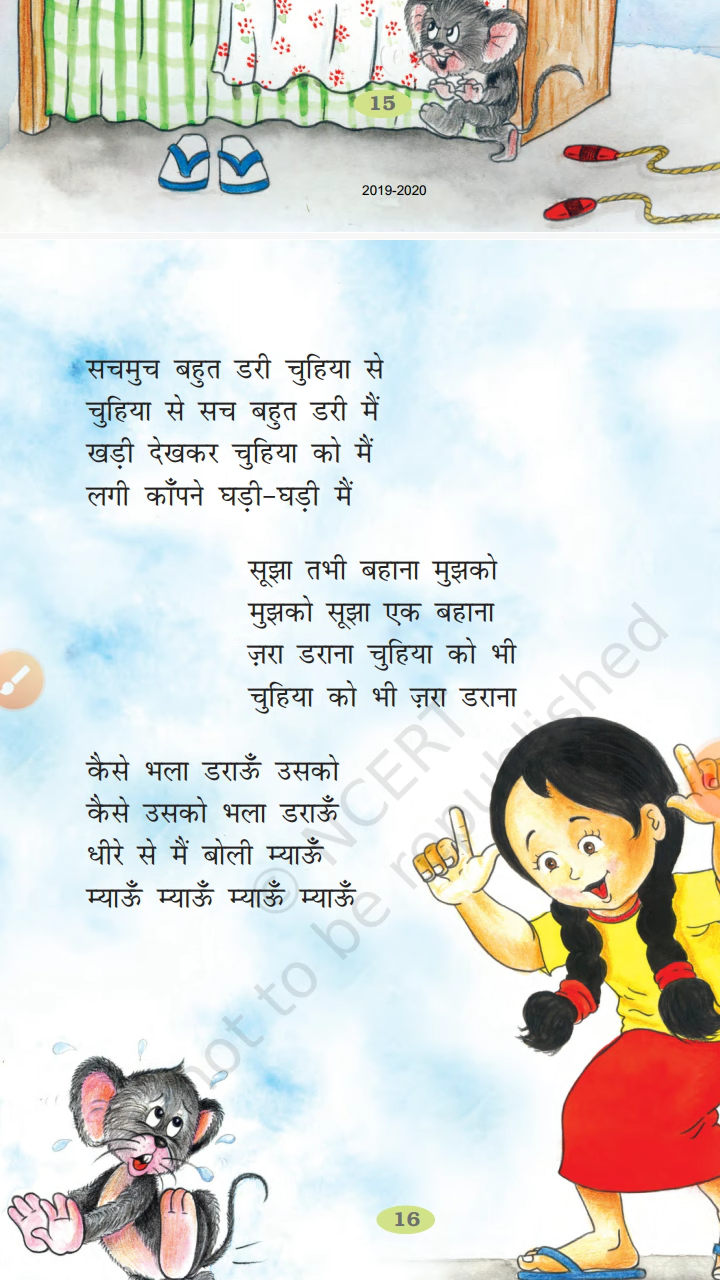 15
2019-2020
सचमुच बहुत डरी चुहिया से
चुहिया से सच बहुत डरी मैं
खड़ी देखकर चुहिया को मैं
लगी काँपने घड़ी-घड़ी मैं
सूझा तभी बहाना मुझको
मुझको सूझा एक बहाना
ज़रा डराना चुहिया को भी
चुहिया को भी ज़रा डराना
कैसे भला डराऊँ उसको
कैसे उसको भला डराऊँ
धीरे से मैं बोली म्याऊँ
म्याऊँ म्याऊँ म्याऊँ म्याऊँ
© NCERT
not to be republished
16